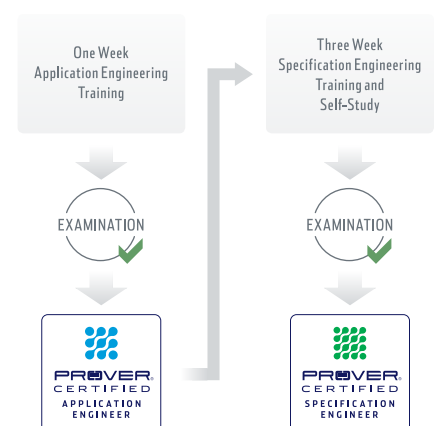 One Week
Application Engineering
Training
EXAMINATION
PROVER®
CERTIFIED
APPLICATION
ENGINEER
Three Week
Specification Engineering
Training and
Self-Study
EXAMINATION
PROVER®
CERTIFIED
SPECIFICATION
ENGINEER